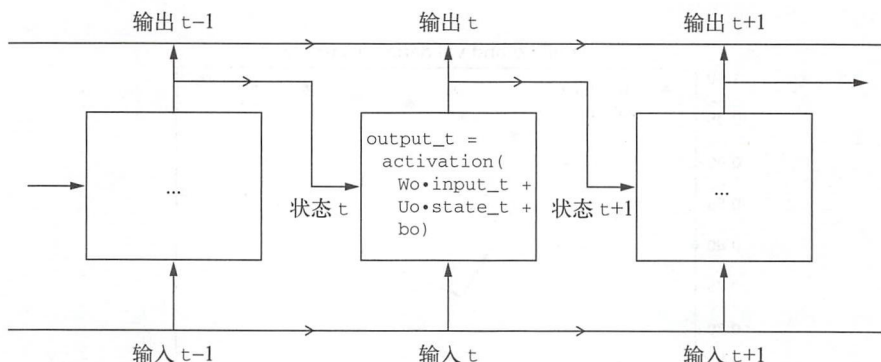 输出 t−1 输出 t 输出 t+1
output_t =
activation(
Wo•input_t +
Uo•state_t +
bo)
... ...
状态 t 状态 t+1
输入 t−1 输入 t 输入 t+1